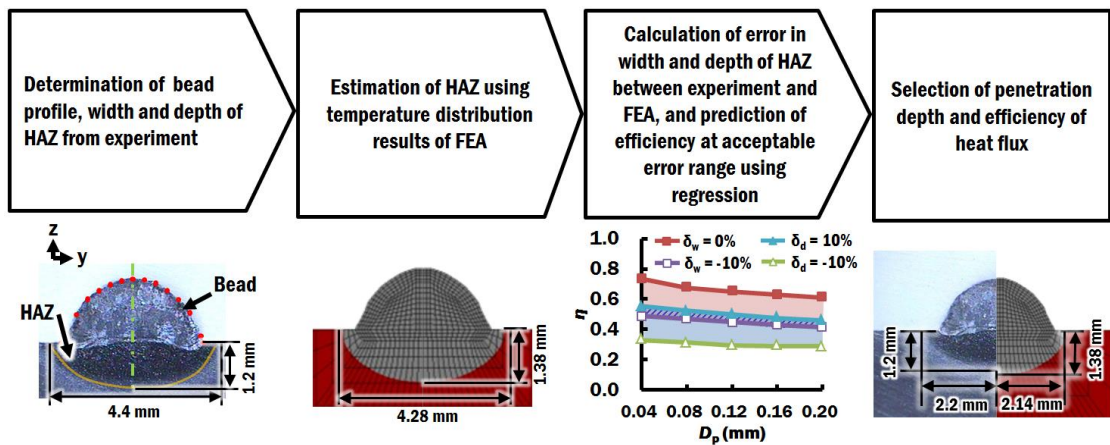 Determination of bead
profile, width and depth of
HAZ from experiment
Estimation of HAZ using
temperature distribution
results of FEA
Calculation of error in
width and depth of HAZ
between experiment and
FEA, and prediction of
efficiency at acceptable
error range using
regression
Selection of penetration
depth and efficiency of
heat flux
z
y
Bead
HAZ
1.2 mm
4.4 mm
1.38 mm
4.28 mm
δw = 0%
δd = 10%
δw = -10%
δd = -10%
η
1.0
0.8
0.6
0.4
0.2
0.0
0.04 0.08 0.12 0.16 0.20
Dp (mm)
1.2 mm
1.38 mm
2.2 mm
2.14 mm